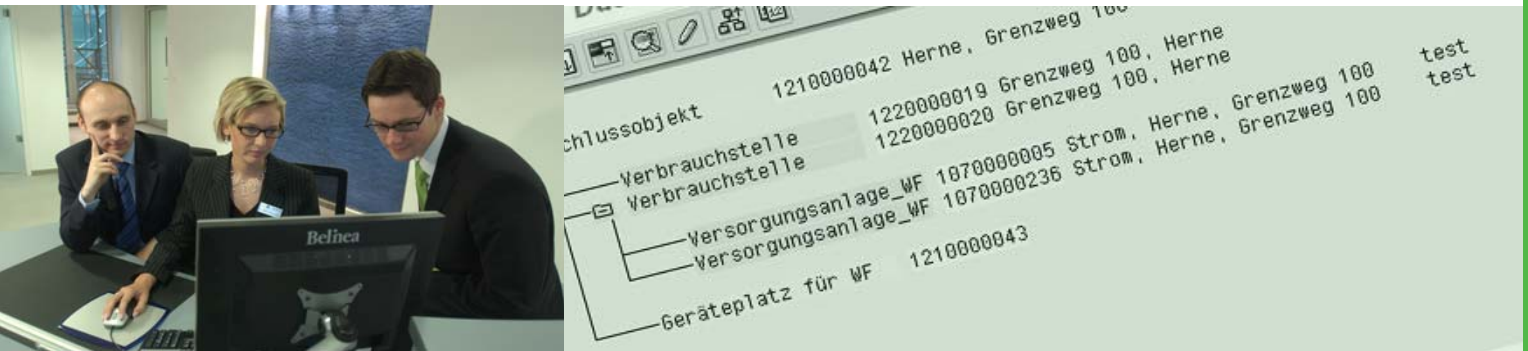 Belinea
1210000042 Herne, Grenzweg 100
chlussobjekt
Verbrauchstelle 1220000019 Grenzweg 100, Herne
Verbrauchstelle 1220000020 Grenzweg 100, Herne
Versorgungsanlage_WF 1070000005 Strom, Herne, Grenzweg 100 test
Versorgungsanlage_WF 1070000236 Strom, Herne, Grenzweg 100 test
Geräteplatz für WF 1210000043